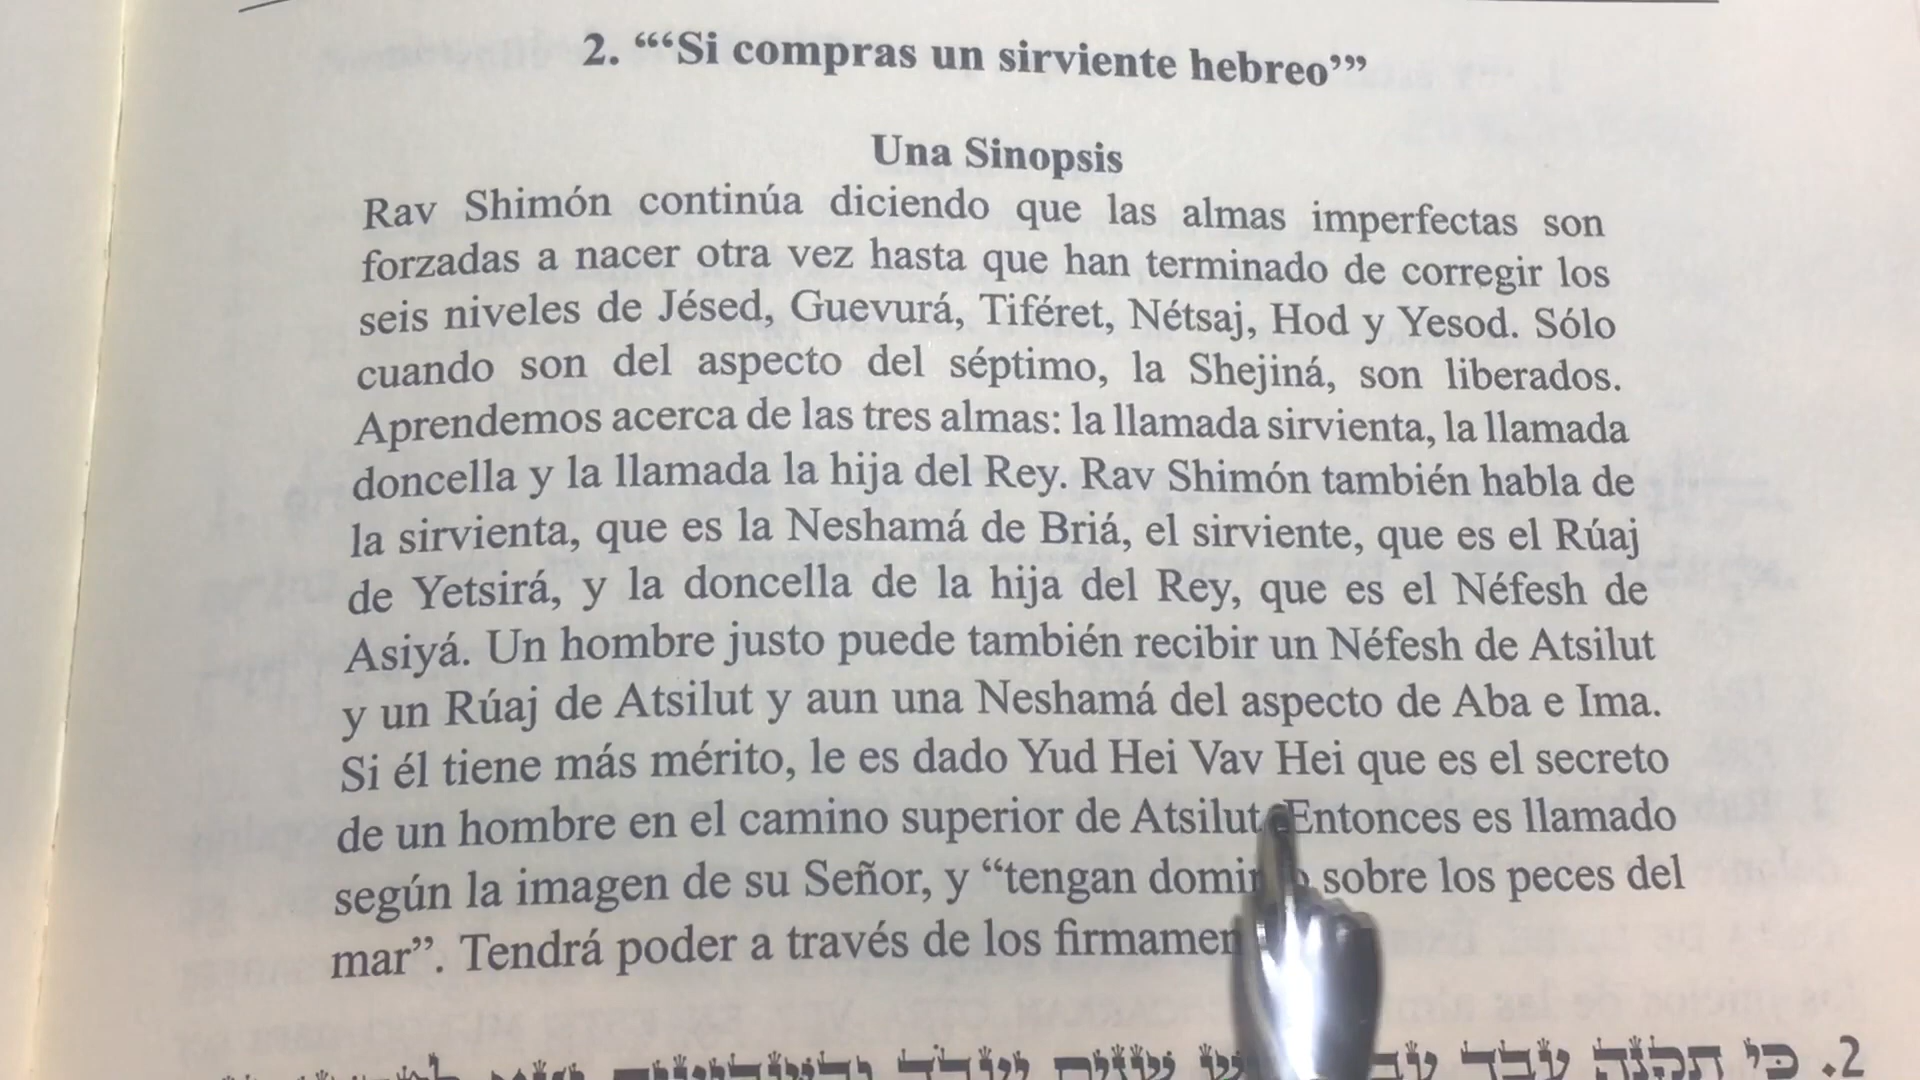 2. “‘“Si compras un sirviente hebreo’””
Una Sinopsis
Rav Shimón continúa diciendo que las almas imperfectas son
forzadas a nacer otra vez hasta que han terminado de corregir los
seis niveles de Jésed, Guevurá, Tiféret, Nétsaj, Hod y Yesod. Sólo
cuando son del aspecto del séptimo, la Shejiná, son liberados.
Aprendemos acerca de las tres almas: la llamada sirvienta, la llamada
doncella y la llamada la hija del Rey. Rav Shimón también habla de
la sirvienta, que es la Neshamá de Briá, el sirviente, que es el Rúaj
de Yetsirá, y la doncella de la hija del Rey, que es el Néfesh de
Asiyá. Un hombre justo puede también recibir un Néfesh de Atsilut
y un Rúaj de Atsilut y aun una Neshamá del aspecto de Aba e Ima.
Si él tiene más mérito, le es dado Yud Hei Vav Hei que es el secreto
de un hombre en el camino superior de Atsilut. Entonces es llamado
según la imagen de su Señor, y “tengan dominio sobre los peces del
mar”. Tendrá poder a través de los
2. כי תקנה עבד